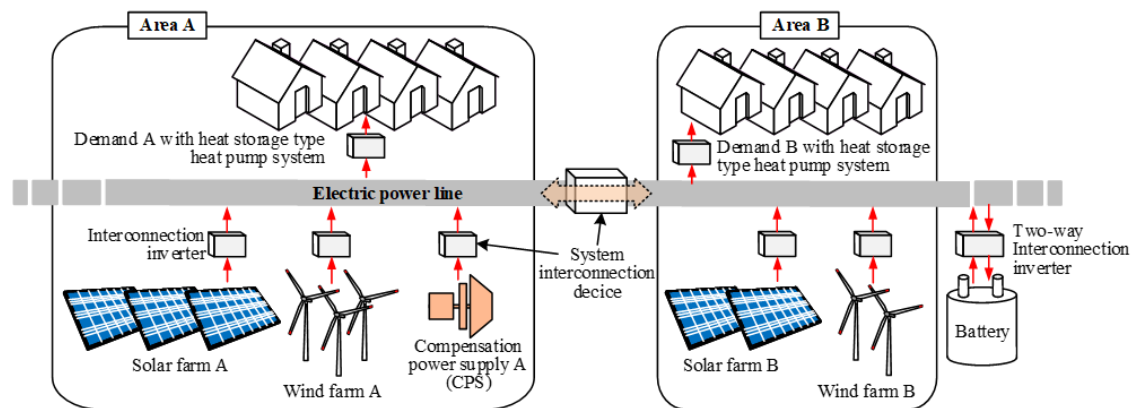 Area A
Area B
Demand A with heat storage type
heat pump system
Demand B with heat storage
type heat pump system
Electric power line
Interconnection
inverter
System
interconnection
decice
Two-way
Interconnection
inverter
Solar farm A
Wind farm A
Compensation
power supply A
(CPS)
Solar farm B
Wind farm B
Battery